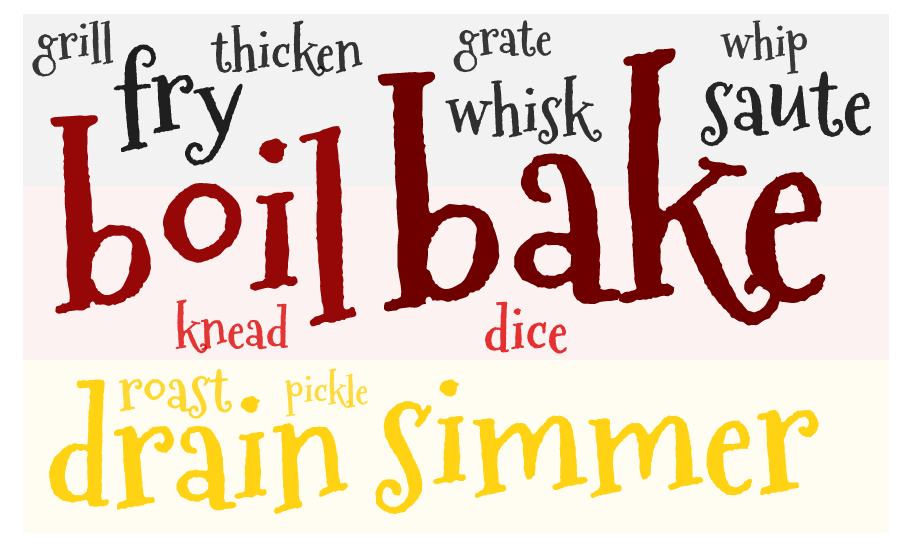 grill
thicken
grate
whip
fry
whisk
saute
boil
bake
knead
dice
roast
pickle
drain
simmer